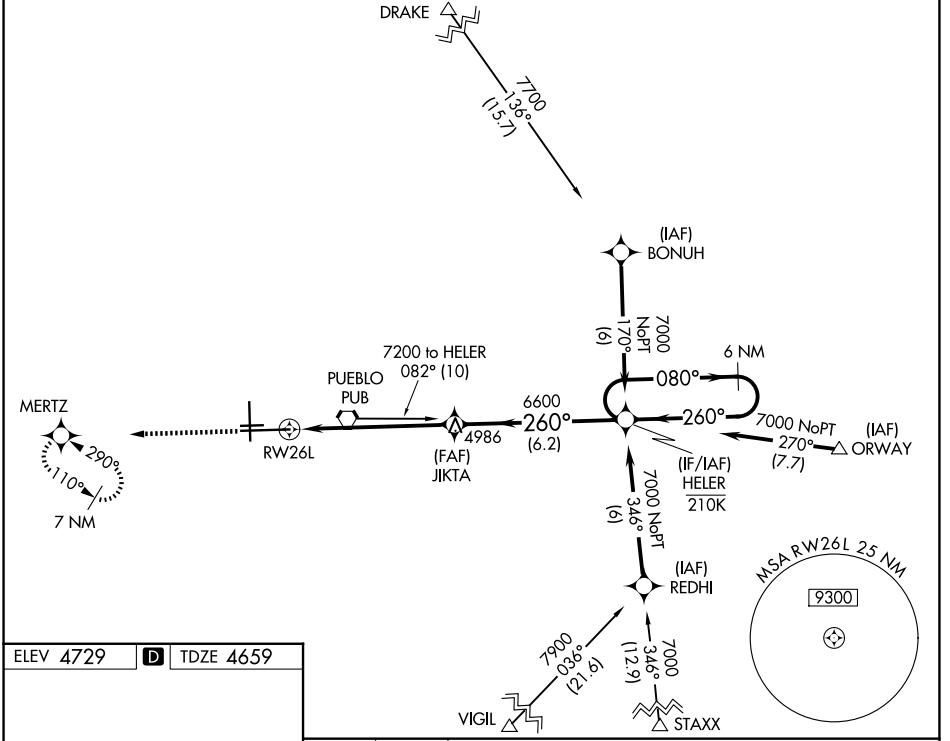 DRAKE
7700
136°
(15.7)
(IAF)
BONUH
7000
NoPT
170°
(6)
6 NM
080°
7200 to HELER
082° (10)
PUEBLO
PUB
MERTZ
6600
260°
(6.2)
260°
7000 NoPT
270°
(7.7)
(IAF)
ORWAY
4986
RW26L
(FAF)
JIKTA
(IF/IAF)
HELER
210K
290°
110°
7 NM
7000 NoPT
346°
(6)
(IAF)
REDHI
MSA RW26L 25 NM
9300
7900
036°
(21.6)
7000
346°
(12.9)
VIGIL
STAXX
ELEV 4729 D TDZE 4659